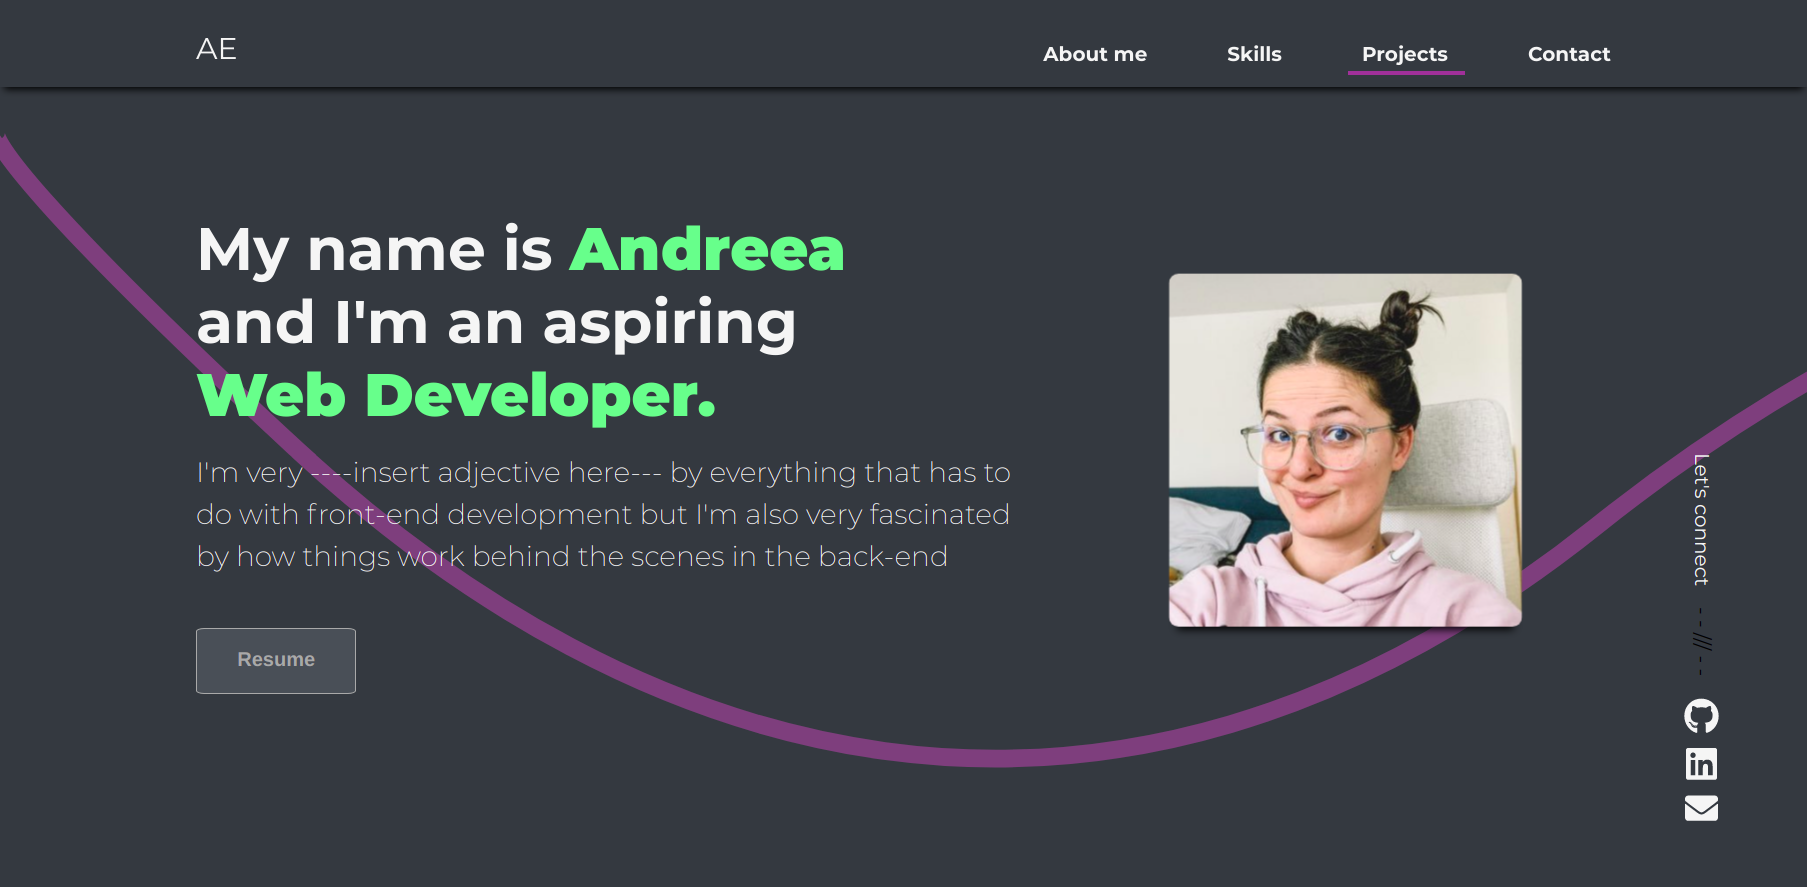 AE
About me
Skills
Projects
Contact
My name is Andreea
and I'm an aspiring
Web Developer.
I'm very ----insert adjective here--- by everything that has to
do with front-end development but I'm also very fascinated
by how things work behind the scenes in the back-end
Resume
Let's connect
- - /// - -
in